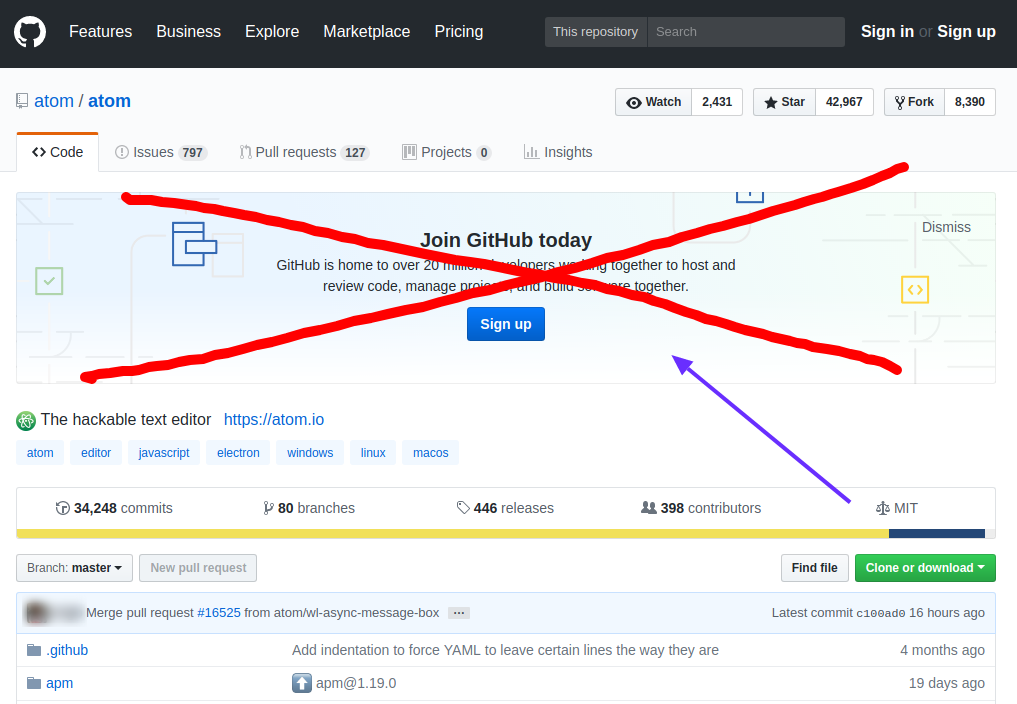 Features Business Explore Marketplace Pricing This repository Search Sign in or Sign up
atom / atom Watch 2,431 Star 42,967 Fork 8,390
Code Issues 797 Pull requests 127 Projects 0 Insights
Join GitHub today Dismiss
GitHub is home to over 20 million developers working together to host and
review code, manage projects, and build software together.
Sign up
The hackable text editor https://atom.io
atom editor javascript electron windows linux macos
34,248 commits 80 branches 446 releases 398 contributors MIT
Branch: master New pull request Find file Clone or download
Merge pull request #16525 from atom/wl-async-message-box ... Latest commit c100ad0 16 hours ago
.github Add indentation to force YAML to leave certain lines the way they are 4 months ago
apm apm@1.19.0 19 days ago